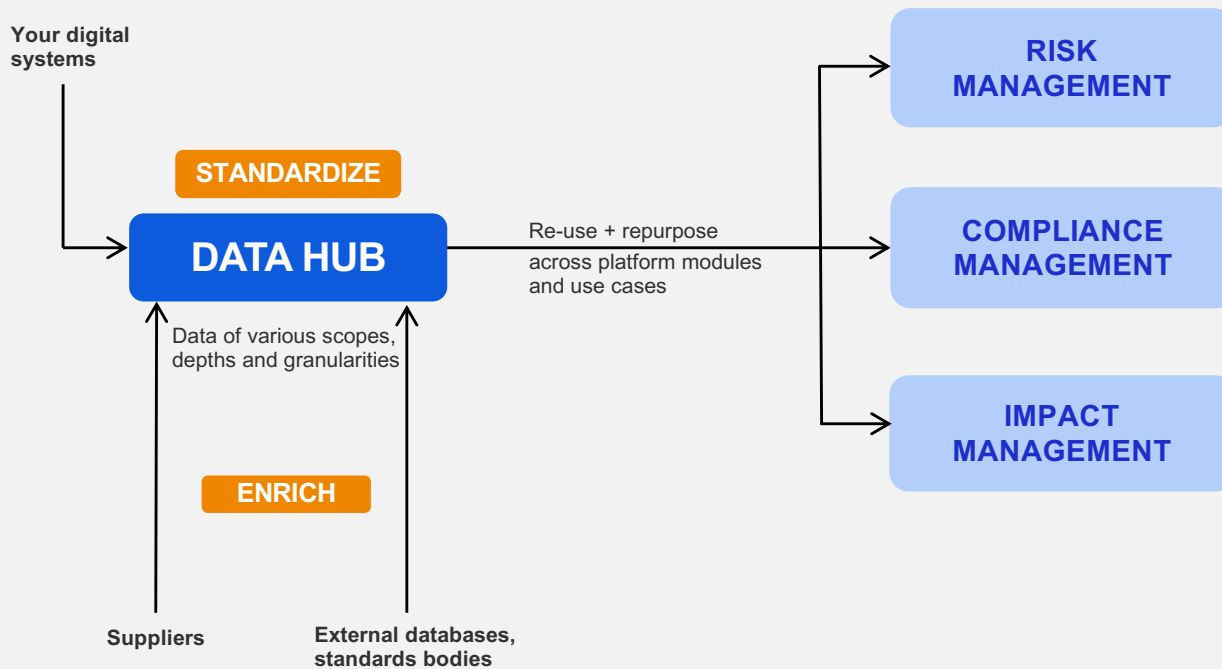 Your digital
systems
STANDARDIZE
DATA HUB
Data of various scopes,
depths and granularities
ENRICH
Suppliers
External databases,
standards bodies
Re-use + repurpose
across platform modules
and use cases
RISK
MANAGEMENT
COMPLIANCE
MANAGEMENT
IMPACT
MANAGEMENT